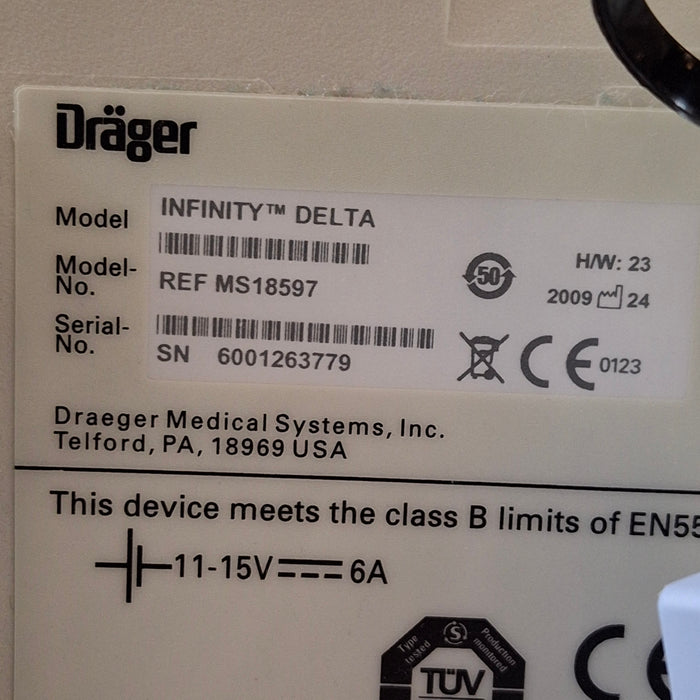 Dräger
Model INFINITY™ DELTA
Model-No. REF MS18597
50
H/W: 23
2009 24
Serial-No. SN 6001263779
CE 0123
Draeger Medical Systems, Inc.
Telford, PA, 18969 USA
This device meets the class B limits of EN55
11-15V 6A
Type tested
S
Production monitored
TÜV
CE